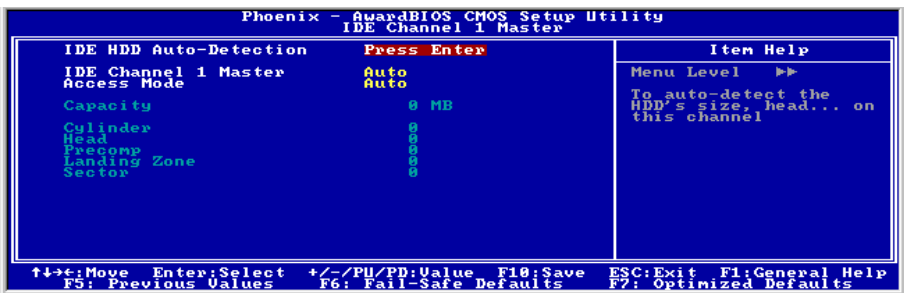 Phoenix - AwardBIOS CMOS Setup Utility
IDE Channel 1 Master
IDE HDD Auto-Detection Press Enter
IDE Channel 1 Master Auto
Access Mode Auto
Capacity 0 MB
Cylinder 0
Head 0
Precomp 0
Landing Zone 0
Sector 0
Item Help
Menu Level ▶▶
To auto-detect the
HDD's size, head... on
this channel
↑↓→←:Move Enter:Select +/-/PU/PD:Value F10:Save ESC:Exit F1:General Help
F5: Previous Values F6: Fail-Safe Defaults F7: Optimized Defaults